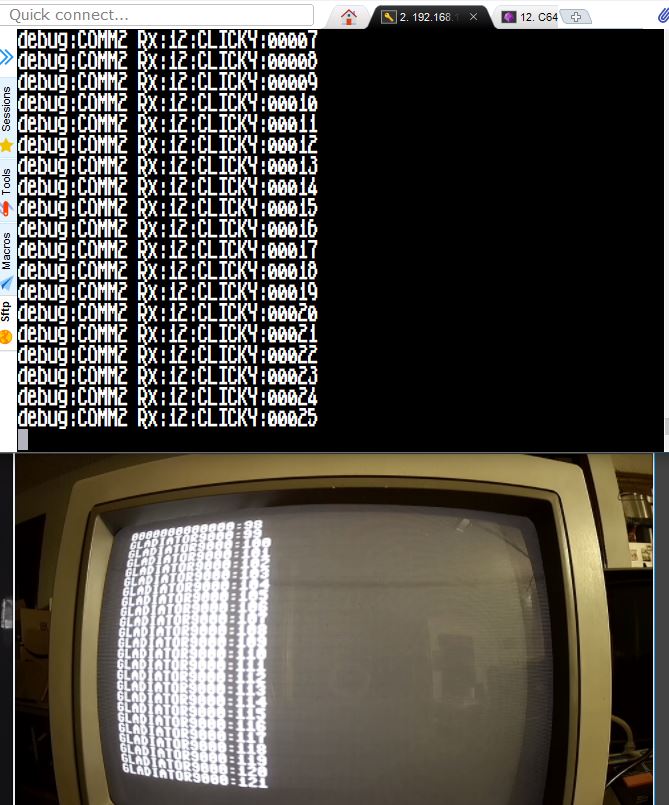 Quick connect...
2. 192.168.1
12. C64
Sessions
Tools
Macros
Sftp
debug:COMM2 Rx:12:CLICKY:00007
debug:COMM2 Rx:12:CLICKY:00008
debug:COMM2 Rx:12:CLICKY:00009
debug:COMM2 Rx:12:CLICKY:00010
debug:COMM2 Rx:12:CLICKY:00011
debug:COMM2 Rx:12:CLICKY:00012
debug:COMM2 Rx:12:CLICKY:00013
debug:COMM2 Rx:12:CLICKY:00014
debug:COMM2 Rx:12:CLICKY:00015
debug:COMM2 Rx:12:CLICKY:00016
debug:COMM2 Rx:12:CLICKY:00017
debug:COMM2 Rx:12:CLICKY:00018
debug:COMM2 Rx:12:CLICKY:00019
debug:COMM2 Rx:12:CLICKY:00020
debug:COMM2 Rx:12:CLICKY:00021
debug:COMM2 Rx:12:CLICKY:00022
debug:COMM2 Rx:12:CLICKY:00023
debug:COMM2 Rx:12:CLICKY:00024
debug:COMM2 Rx:12:CLICKY:00025
GLADIATOR9000:99
GLADIATOR9000:100
GLADIATOR9000:101
GLADIATOR9000:102
GLADIATOR9000:103
GLADIATOR9000:104
GLADIATOR9000:105
GLADIATOR9000:106
GLADIATOR9000:107
GLADIATOR9000:108
GLADIATOR9000:109
GLADIATOR9000:110
GLADIATOR9000:111
GLADIATOR9000:112
GLADIATOR9000:113
GLADIATOR9000:114
GLADIATOR9000:115
GLADIATOR9000:116
GLADIATOR9000:117
GLADIATOR9000:118
GLADIATOR9000:119
GLADIATOR9000:120
GLADIATOR9000:121